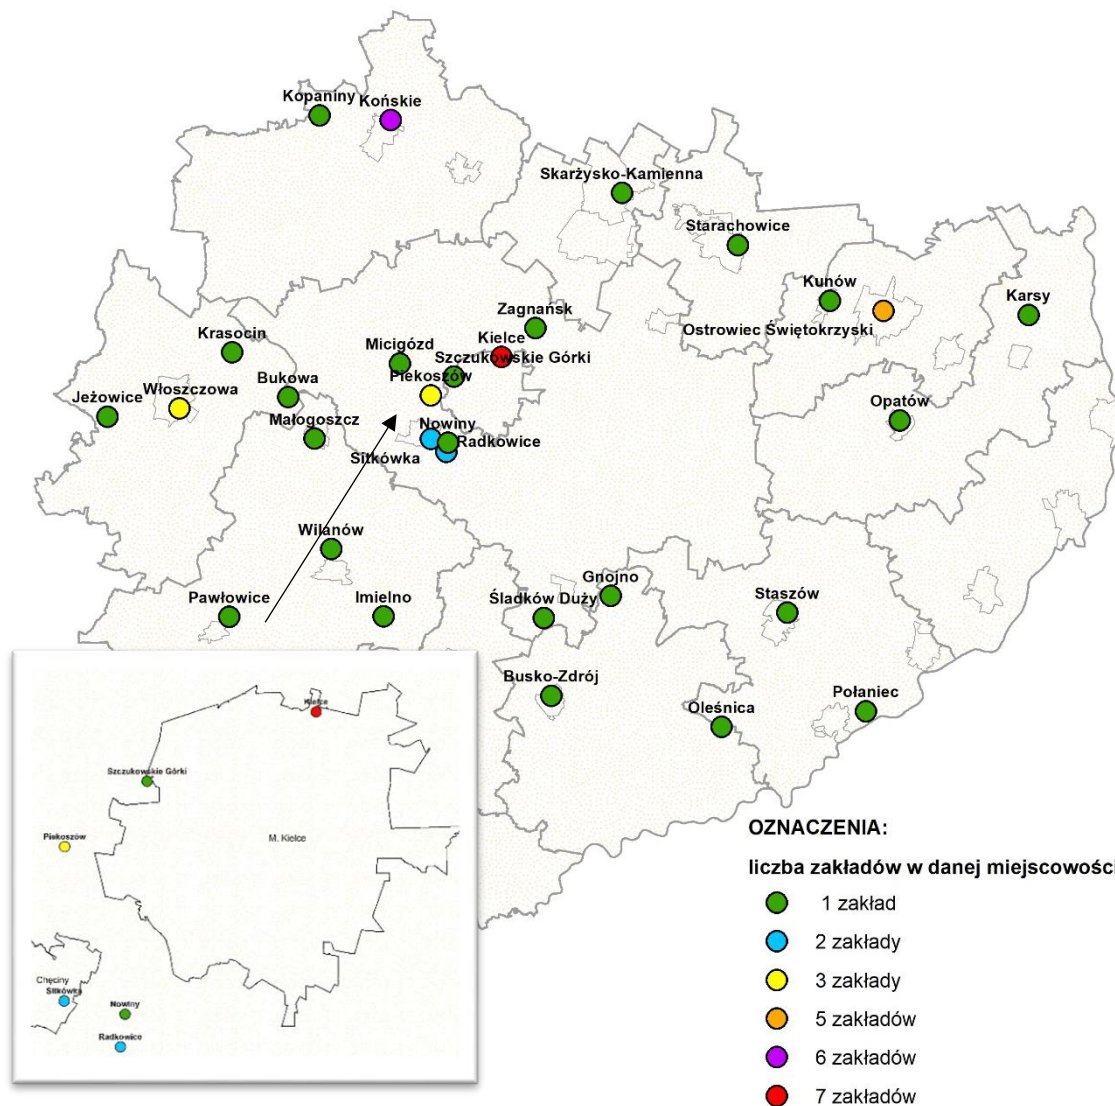 Kopaniny
Końskie
Skarżysko-Kamienna
Starachowice
Kunów
Karsy
Ostrowiec Świętokrzyski
Zagnańsk
Kielce
Krasocin
Micigózd
Szczukowskie Górki
Piekoszów
Bukowa
Włoszczowa
Jeżowice
Małogoszcz
Opatów
Nowiny
Radkowice
Sitkówka
Wilanów
Gnojno
Pawłowice
Imielno
Śladków Duży
Staszów
Busko-Zdrój
Oleśnica
Połaniec
Kielce
Szczukowskie Górki
Piekoszów
M. Kielce
Chęciny
Sitkówka
Nowiny
Radkowice
OZNACZENIA:
liczba zakładów w danej miejscowości
1 zakład
2 zakłady
3 zakłady
5 zakładów
6 zakładów
7 zakładów